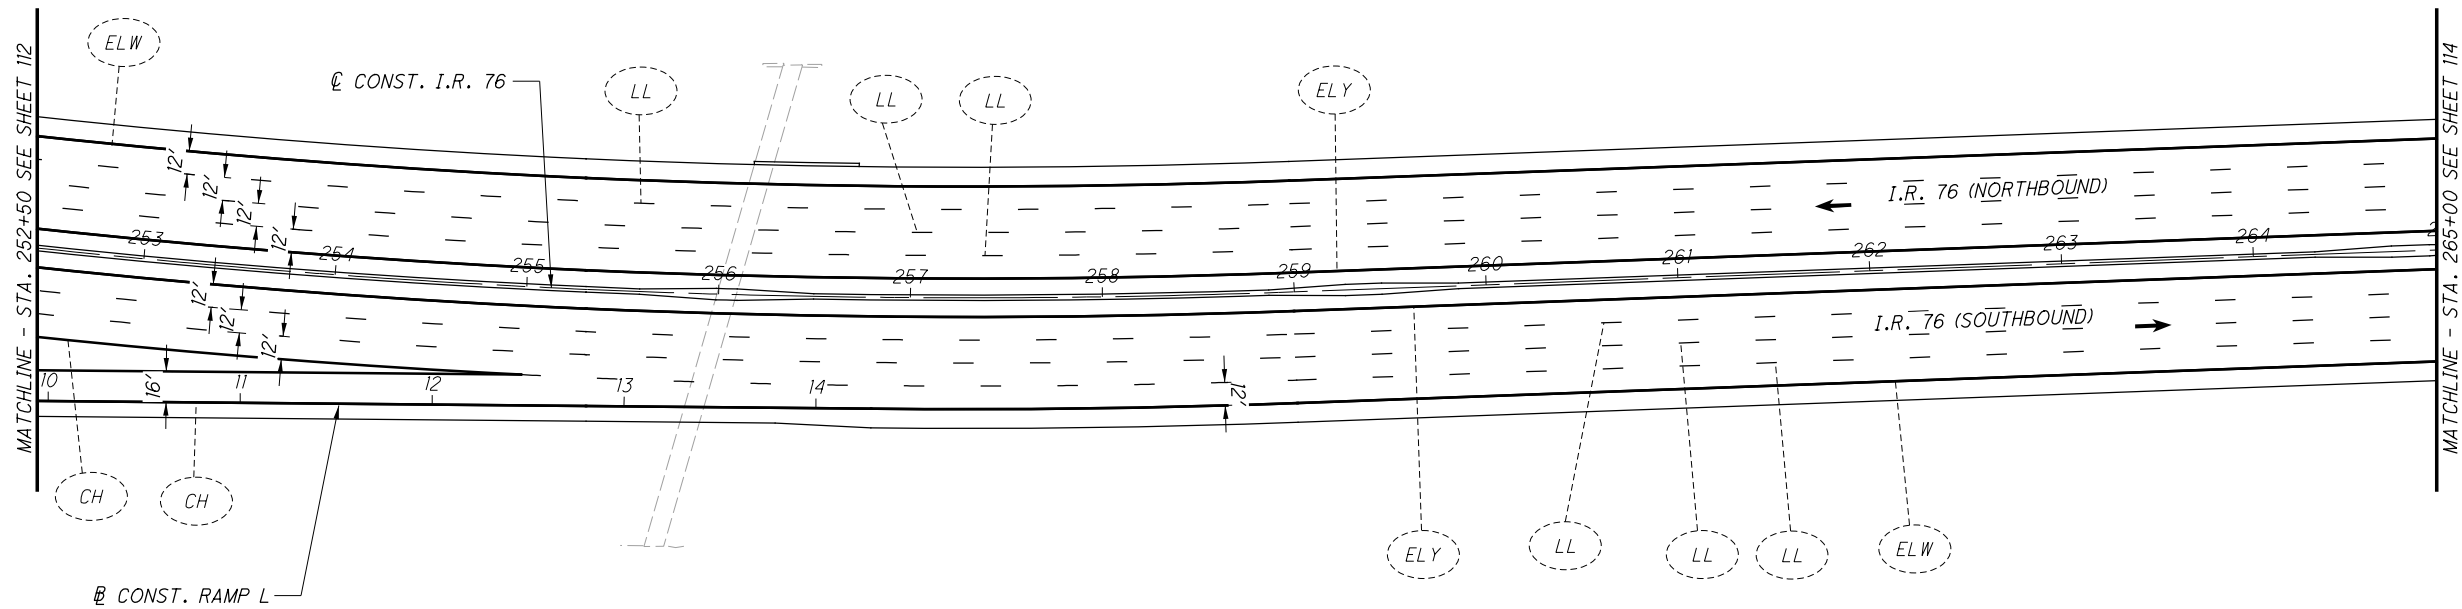 MATCHLINE - STA. 252+50 SEE SHEET 112
ELW
℄ CONST. I.R. 76
LL
LL
LL
ELY
MATCHLINE - STA. 265+00 SEE SHEET 114
12'
12'
12'
12'
I.R. 76 (NORTHBOUND)
253
254
255
256
257
258
259
260
261
262
263
264
2
12'
12'
12'
I.R. 76 (SOUTHBOUND)
10
11
12
13
14
16'
12'
CH
CH
ELY
LL
LL
LL
ELW
B̲L CONST. RAMP L